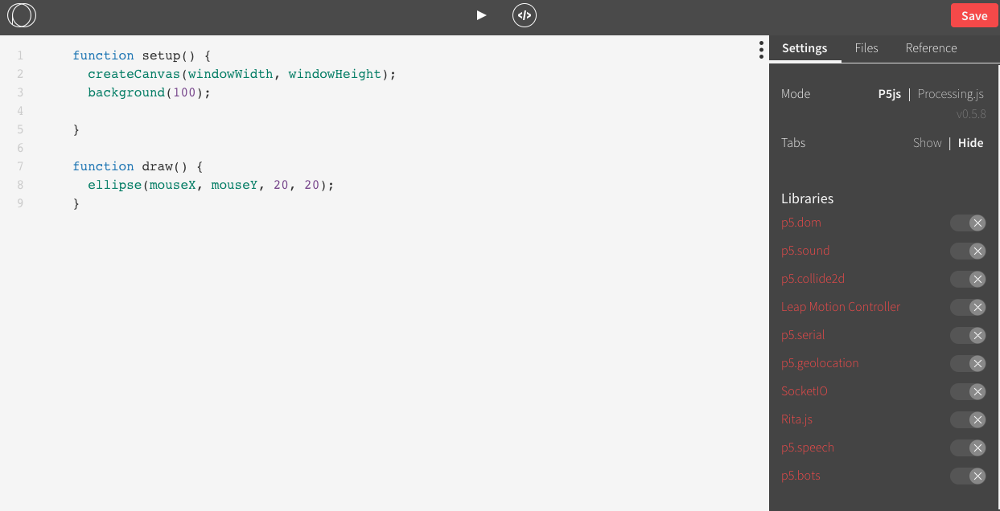 </>
Save
1 function setup() {
2 createCanvas(windowWidth, windowHeight);
3 background(100);
4
5 }
6
7 function draw() {
8 ellipse(mouseX, mouseY, 20, 20);
9 }
Settings Files Reference
Mode P5js | Processing.js
v0.5.8
Tabs Show | Hide
Libraries
p5.dom
p5.sound
p5.collide2d
Leap Motion Controller
p5.serial
p5.geolocation
SocketIO
Rita.js
p5.speech
p5.bots